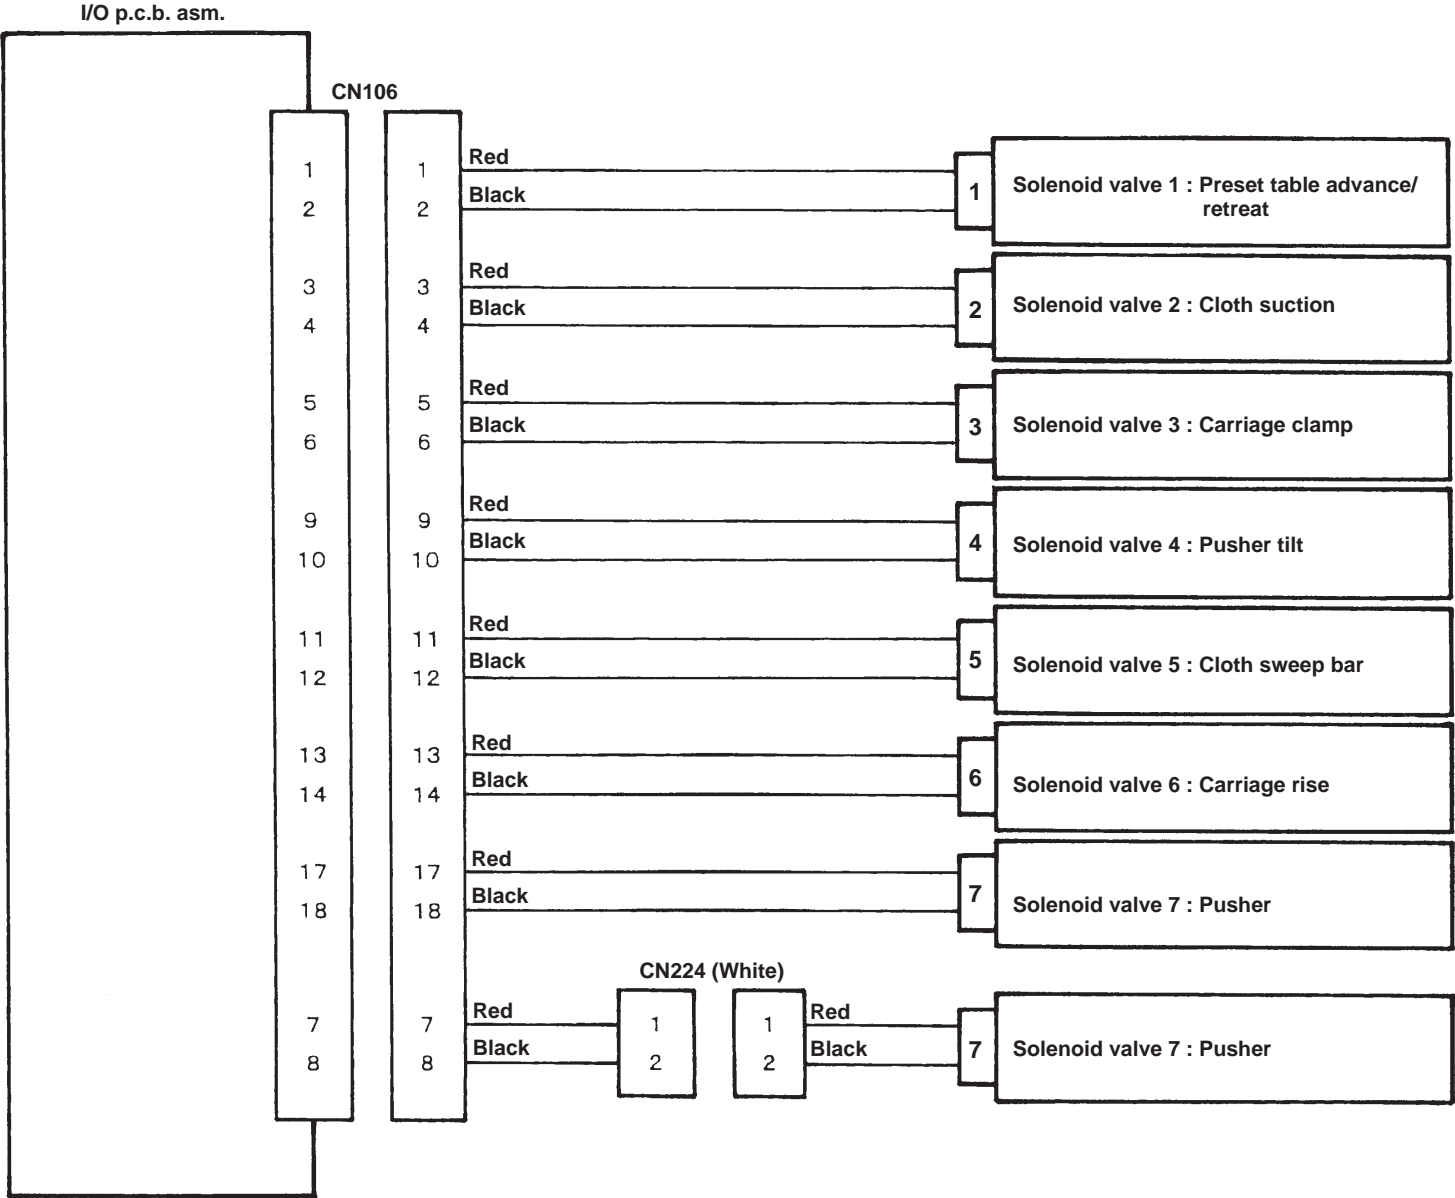 I/O p.c.b. asm.
CN106
1 1 Red
2 2 Black
1
Solenoid valve 1 : Preset table advance/
retreat
3 3 Red
4 4 Black
2
Solenoid valve 2 : Cloth suction
5 5 Red
6 6 Black
3
Solenoid valve 3 : Carriage clamp
9 9 Red
10 10 Black
4
Solenoid valve 4 : Pusher tilt
11 11 Red
12 12 Black
5
Solenoid valve 5 : Cloth sweep bar
13 13 Red
14 14 Black
6
Solenoid valve 6 : Carriage rise
17 17 Red
18 18 Black
7
Solenoid valve 7 : Pusher
CN224 (White)
7 7 Red 1 1 Red
8 8 Black 2 2 Black
7
Solenoid valve 7 : Pusher